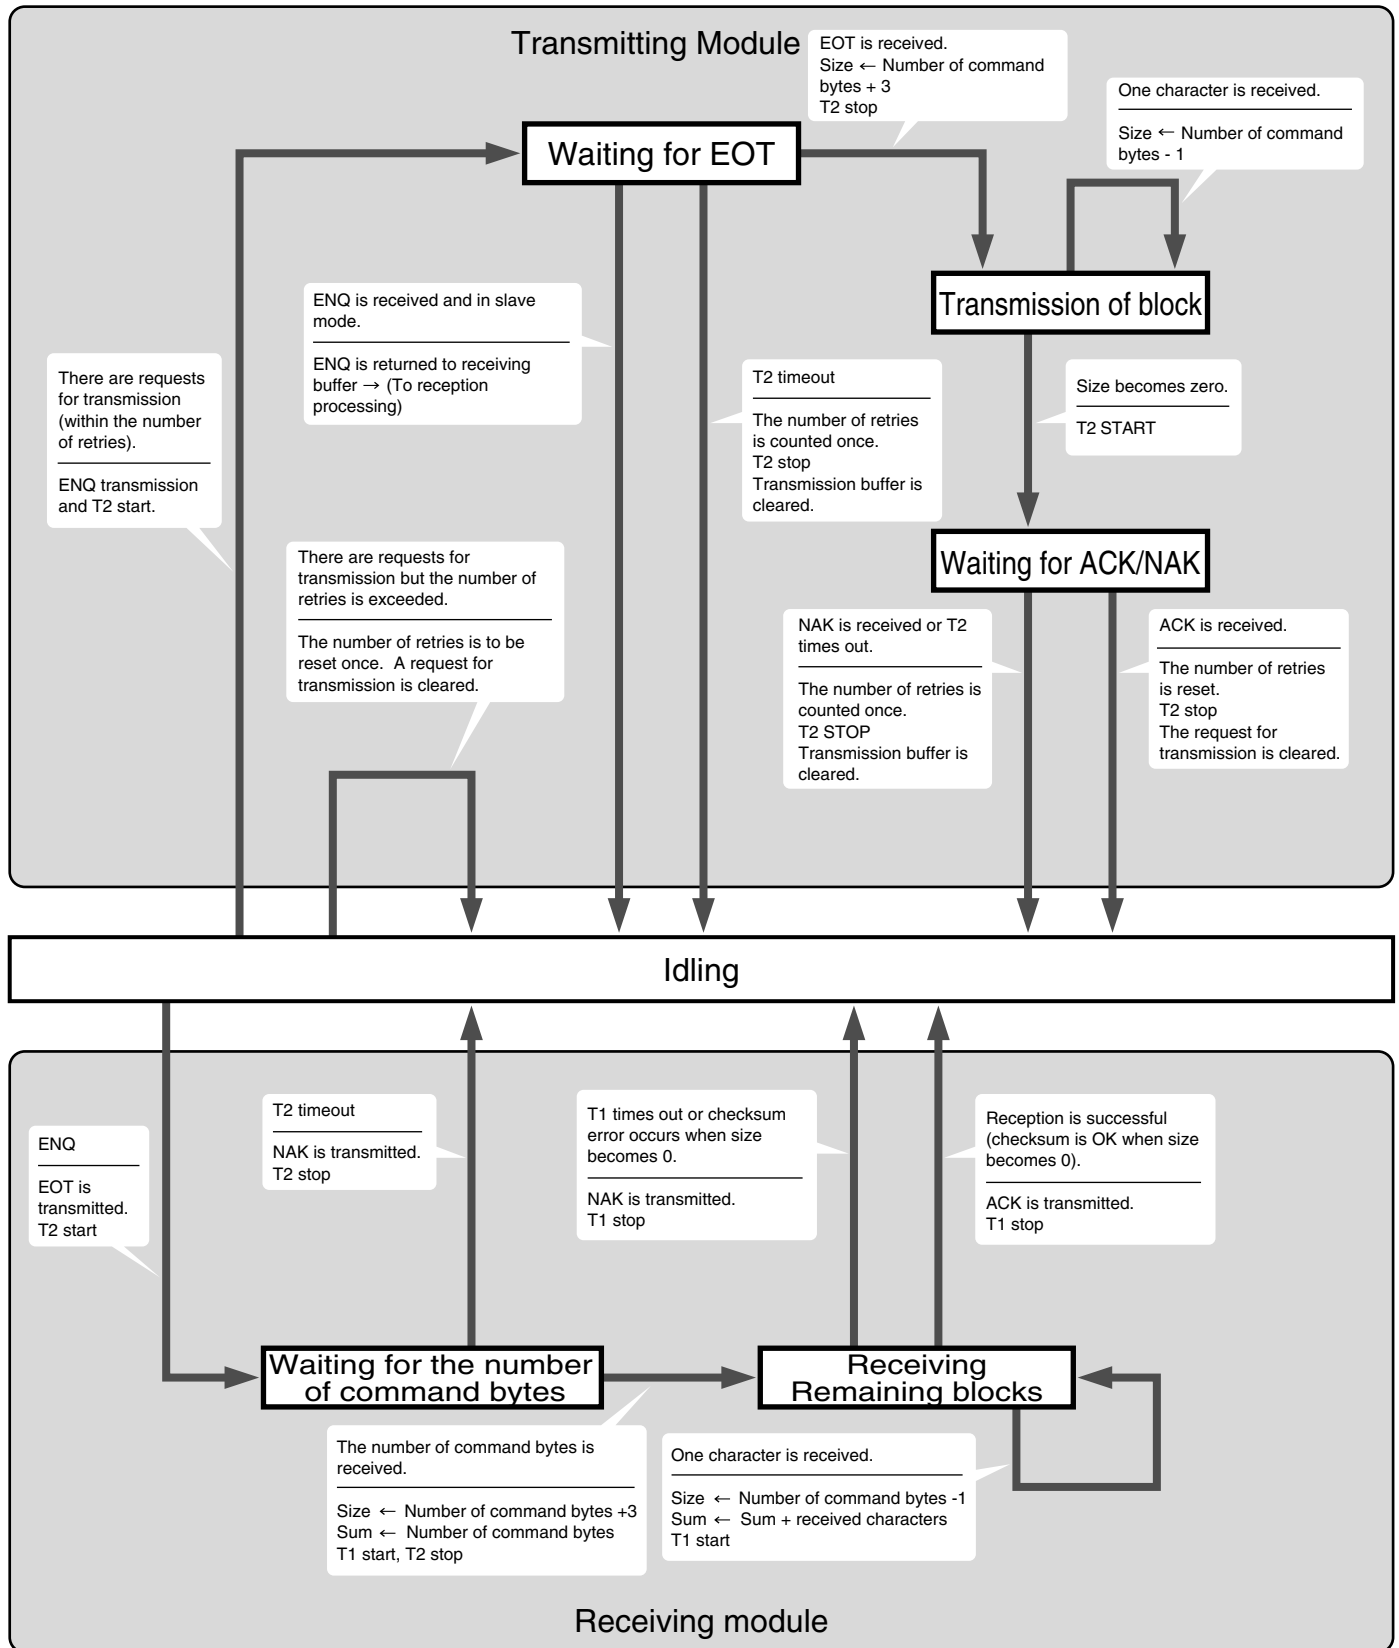 Transmitting Module
EOT is received.
Size ← Number of command
bytes + 3
T2 stop
One character is received.
Size ← Number of command
bytes - 1
Waiting for EOT
Transmission of block
ENQ is received and in slave
mode.
ENQ is returned to receiving
buffer → (To reception
processing)
There are requests
for transmission
(within the number
of retries).
ENQ transmission
and T2 start.
T2 timeout
The number of retries
is counted once.
T2 stop
Transmission buffer is
cleared.
Size becomes zero.
T2 START
There are requests for
transmission but the number of
retries is exceeded.
The number of retries is to be
reset once.  A request for
transmission is cleared.
Waiting for ACK/NAK
NAK is received or T2
times out.
The number of retries is
counted once.
T2 STOP
Transmission buffer is
cleared.
ACK is received.
The number of retries
is reset.
T2 stop
The request for
transmission is cleared.
Idling
ENQ
EOT is
transmitted.
T2 start
T2 timeout
NAK is transmitted.
T2 stop
T1 times out or checksum
error occurs when size
becomes 0.
NAK is transmitted.
T1 stop
Reception is successful
(checksum is OK when size
becomes 0).
ACK is transmitted.
T1 stop
Waiting for the number
of command bytes
Receiving
Remaining blocks
The number of command bytes is
received.
Size ← Number of command bytes +3
Sum ← Number of command bytes
T1 start, T2 stop
One character is received.
Size ← Number of command bytes -1
Sum ← Sum + received characters
T1 start
Receiving module